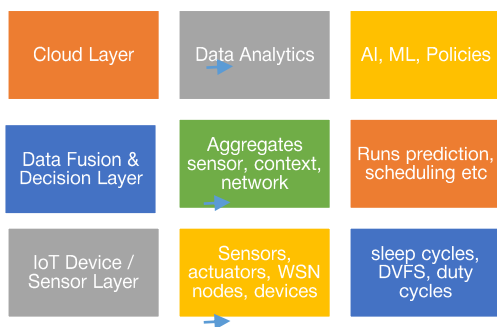 Cloud Layer
Data Analytics
AI, ML, Policies
Data Fusion &
Decision Layer
Aggregates
sensor, context,
network
Runs prediction,
scheduling etc
IoT Device /
Sensor Layer
Sensors,
actuators, WSN
nodes, devices
sleep cycles,
DVFS, duty
cycles